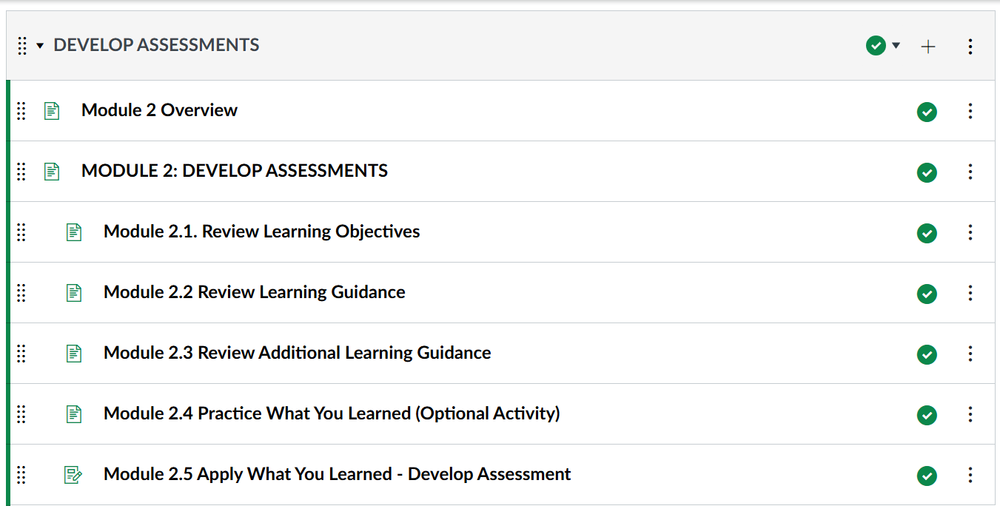 DEVELOP ASSESSMENTS
Module 2 Overview
MODULE 2: DEVELOP ASSESSMENTS
Module 2.1. Review Learning Objectives
Module 2.2 Review Learning Guidance
Module 2.3 Review Additional Learning Guidance
Module 2.4 Practice What You Learned (Optional Activity)
Module 2.5 Apply What You Learned - Develop Assessment